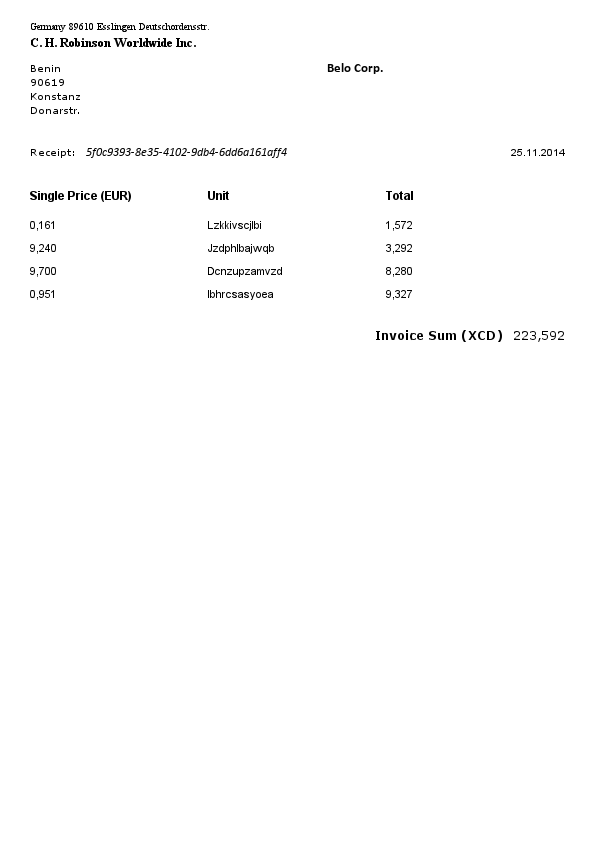 Germany 89610 Esslingen Deutschordensstr.
C. H. Robinson Worldwide Inc.
Benin
Belo Corp.
90619
Konstanz
Donarstr.
Receipt: 5f0c9393-8e35-4102-9db4-6dd6a161aff4 25.11.2014
Single Price (EUR) Unit Total
0,161 Lzkkivscjlbi 1,572
9,240 Jzdphlbajwqb 3,292
9,700 Dcnzupzamvzd 8,280
0,951 Ibhrcsasyoea 9,327
Invoice Sum (XCD) 223,592